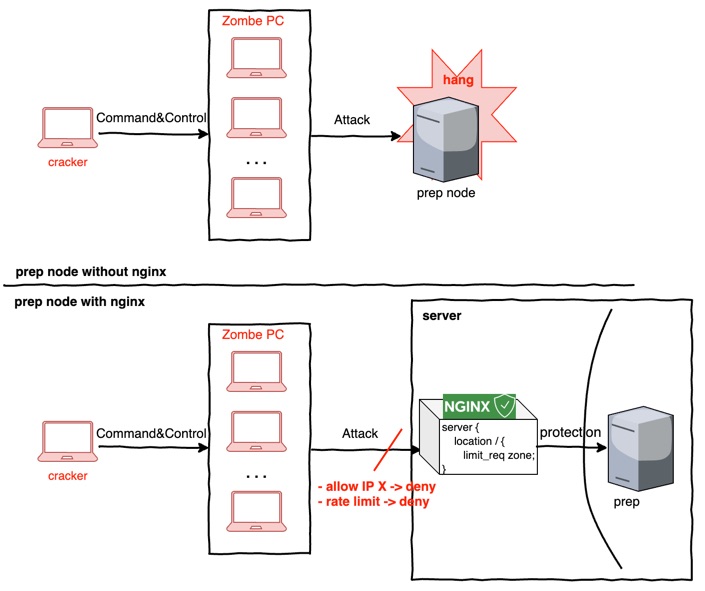 Zombe PC
hang
Command&Control
Attack
...
cracker
prep node
prep node without nginx
prep node with nginx
server
Zombe PC
NGINX
server {
location / {
limit_req zone;
}
Command&Control
Attack
protection
...
cracker
- allow IP X -> deny
- rate limit -> deny
prep